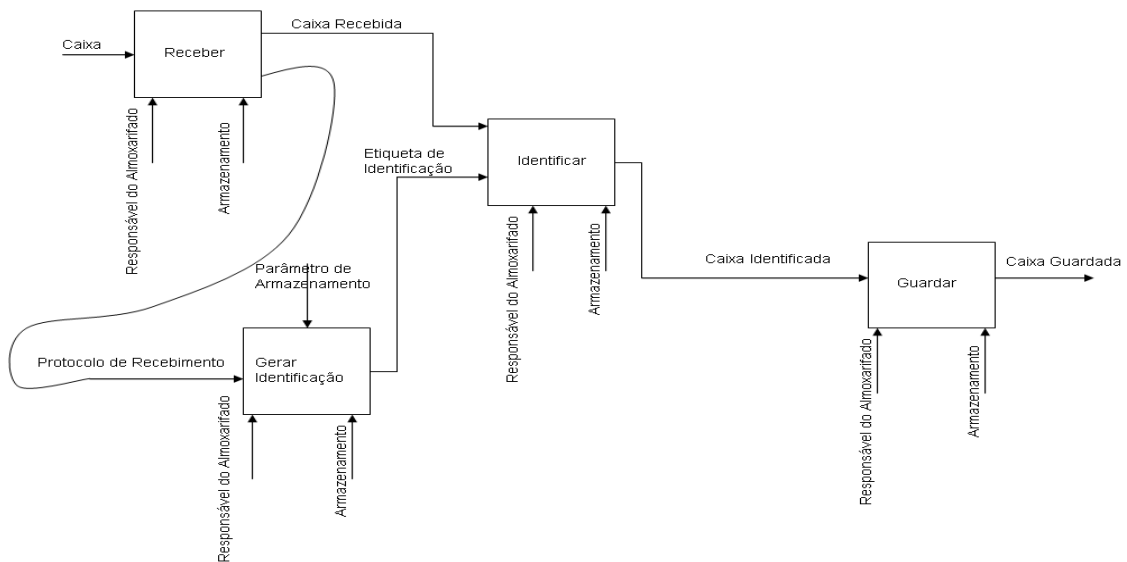 Caixa
Receber
Caixa Recebida
Responsável do Almoxarifado
Armazenamento
Etiqueta de
Identificação
Identificar
Responsável do Almoxarifado
Armazenamento
Parâmetro de
Armazenamento
Protocolo de Recebimento
Gerar
Identificação
Responsável do Almoxarifado
Armazenamento
Caixa Identificada
Guardar
Caixa Guardada
Responsável do Almoxarifado
Armazenamento